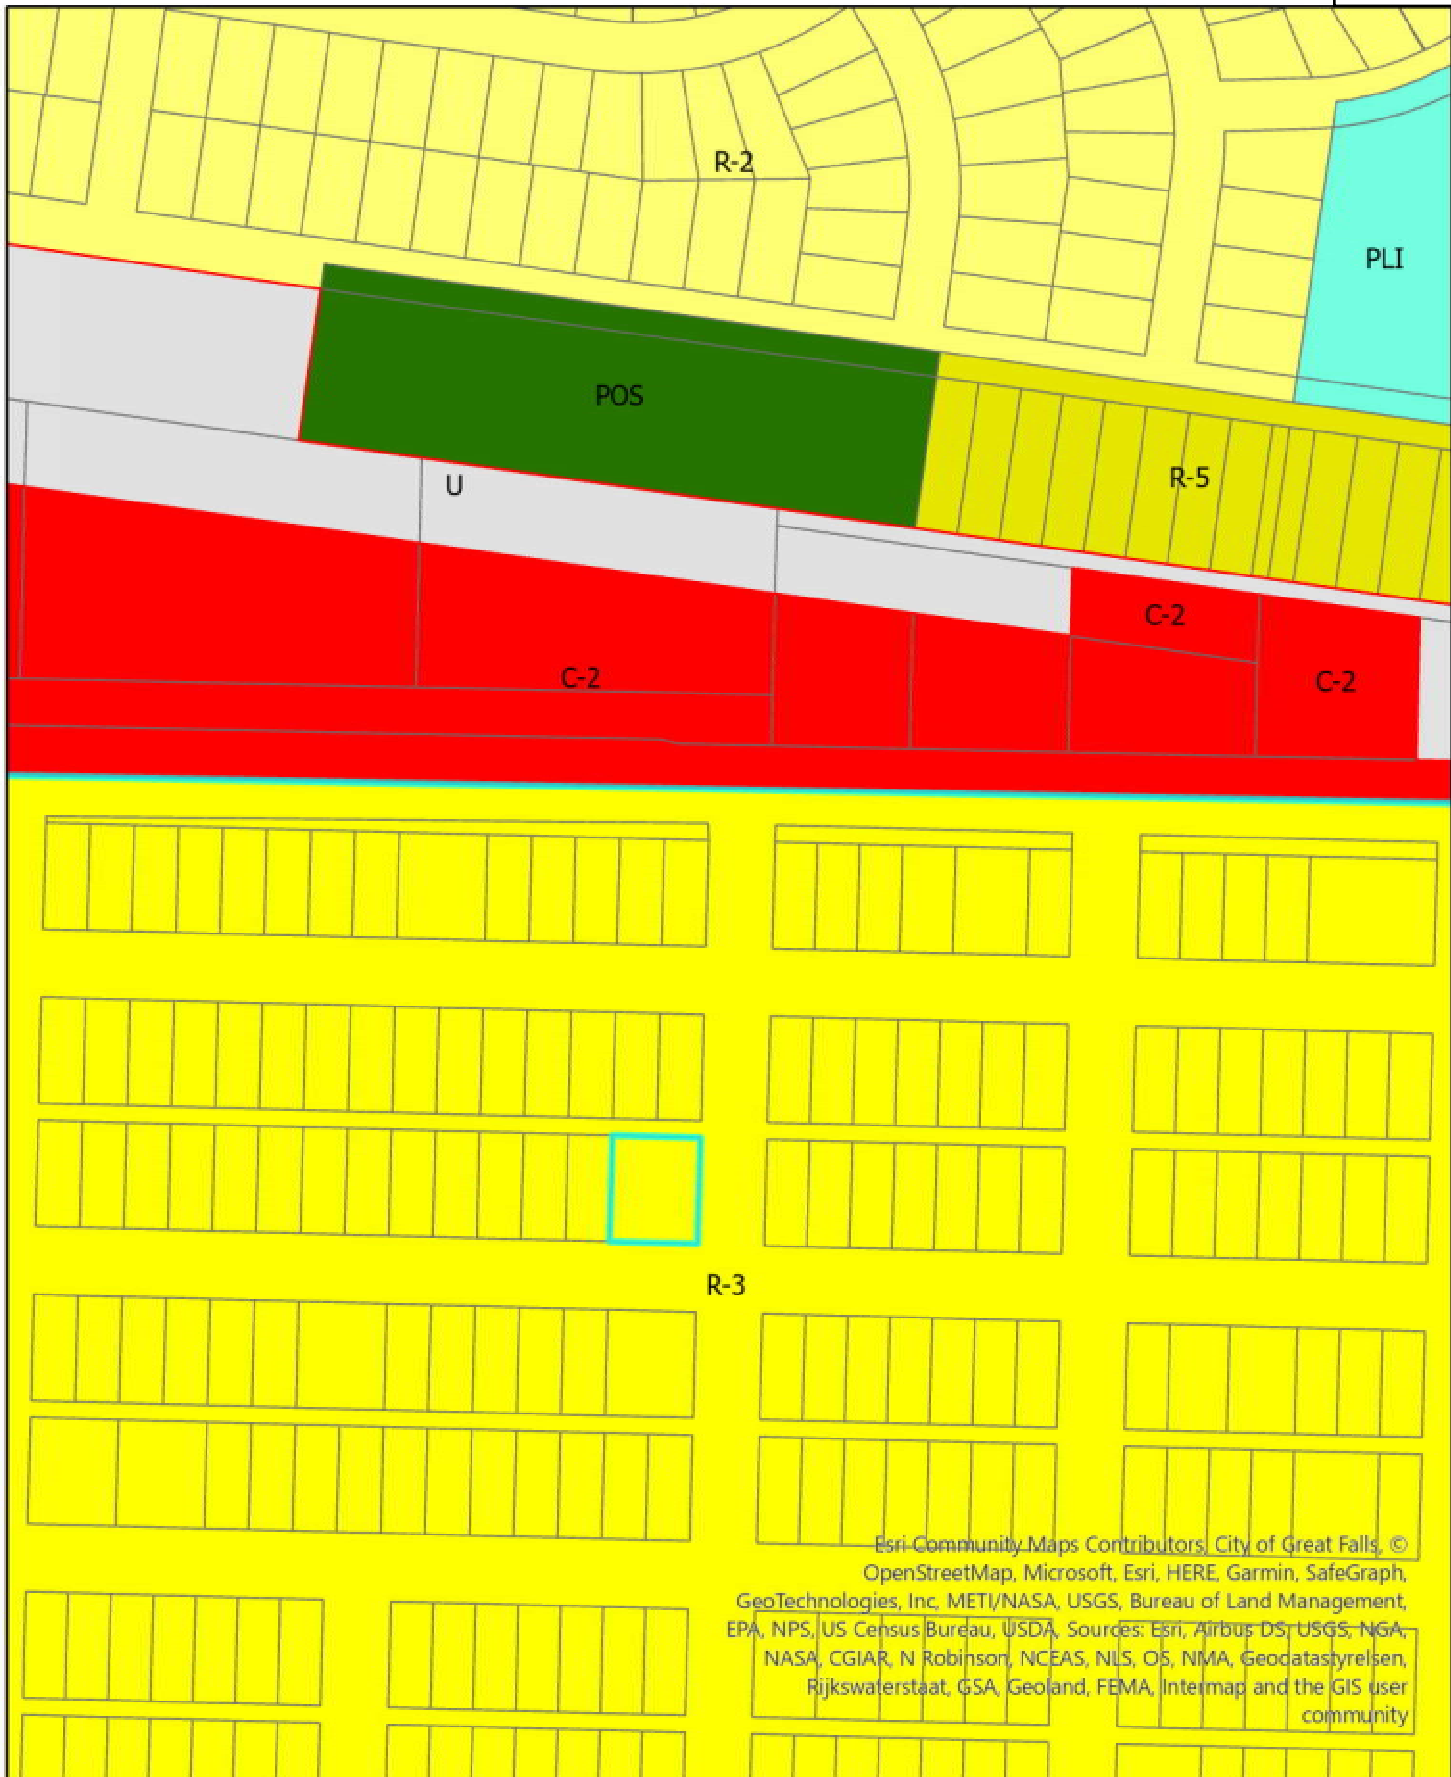 R-2
PLI
POS
R-5
U
C-2
C-2
C-2
R-3
Esri Community Maps Contributors, City of Great Falls, ©
OpenStreetMap, Microsoft, Esri, HERE, Garmin, SafeGraph,
GeoTechnologies, Inc, METI/NASA, USGS, Bureau of Land Management,
EPA, NPS, US Census Bureau, USDA, Sources: Esri, Airbus DS, USGS, NGA,
NASA, CGIAR, N Robinson, NCEAS, NLS, OS, NMA, Geodatastyrelsen,
Rijkswaterstaat, GSA, Geoland, FEMA, Intermap and the GIS user
community